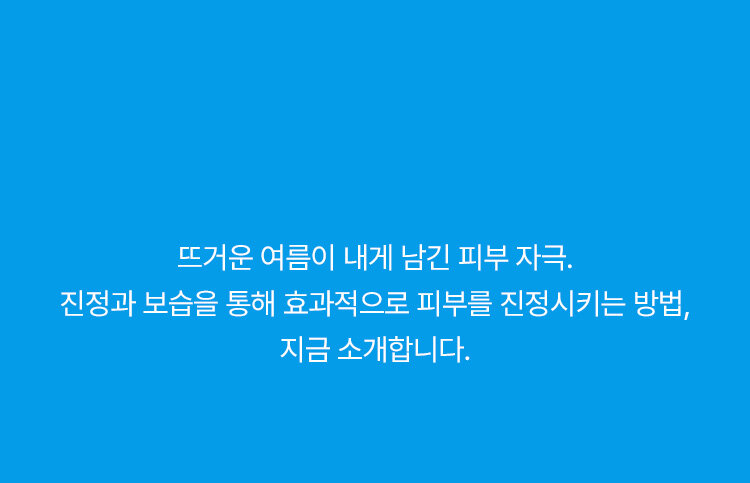 뜨거운 여름이 내게 남긴 피부 자극.
진정과 보습을 통해 효과적으로 피부를 진정시키는 방법,
지금 소개합니다.